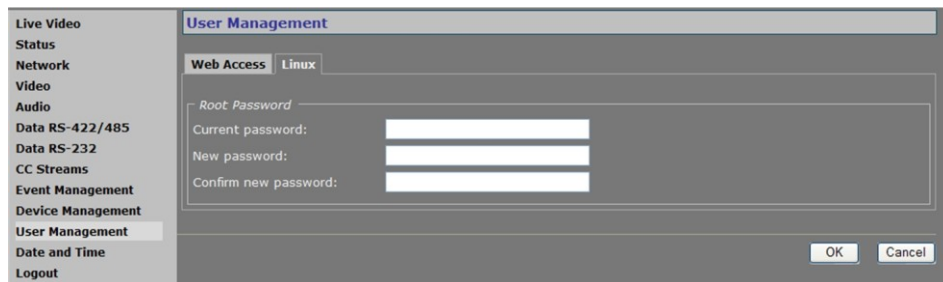 Live Video
Status
Network
Video
Audio
Data RS-422/485
Data RS-232
CC Streams
Event Management
Device Management
User Management
Date and Time
Logout
User Management
Web Access
Linux
Root Password
Current password:
New password:
Confirm new password:
OK
Cancel